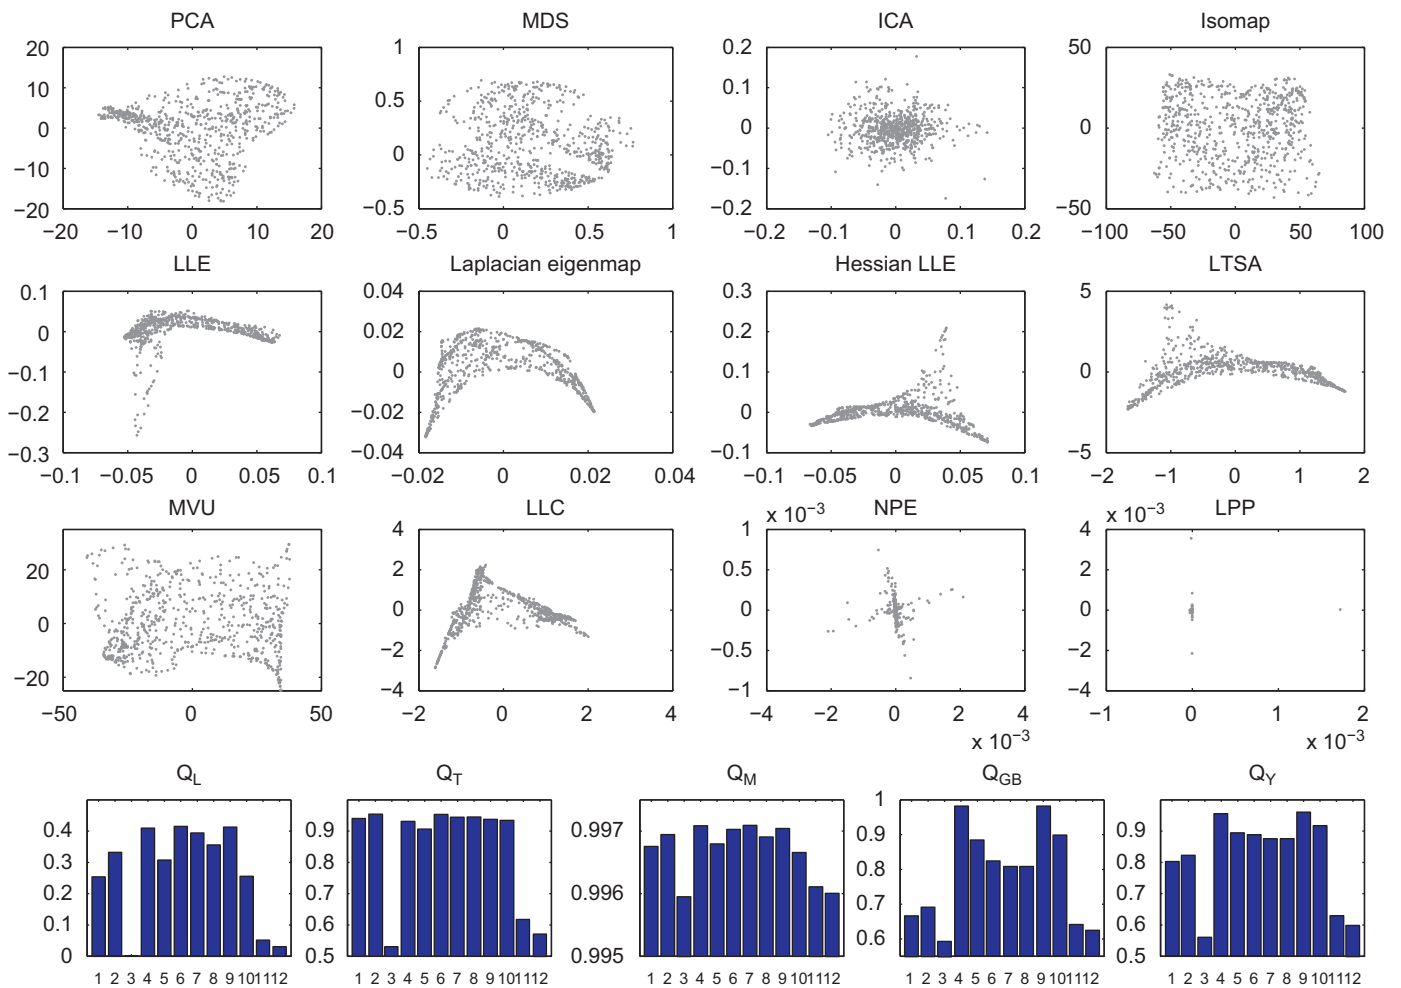 PCA MDS ICA Isomap
20 1 0.2 50
10 0.5 0.1
0 0 0 0
−10 −0.1
−20 −0.5 −0.2 −50
−20 −10 0 10 20 −0.5 0 0.5 1 −0.2 −0.1 0 0.1 0.2 −100 −50 0 50 100
LLE Laplacian eigenmap Hessian LLE LTSA
0.1 0.04 0.3 5
0 0.02 0.2
−0.1 0 0.1 0
−0.2 −0.02 0
−0.3 −0.04 −0.1 −5
−0.1 −0.05 0 0.05 0.1 −0.02 0 0.02 0.04 −0.1 −0.05 0 0.05 0.1 −2 −1 0 1 2
MVU LLC x 10−3 NPE x 10−3 LPP
4 1 4
20 2 0.5 2
0 0 0 0
−2 −0.5 −2
−20 −4 −1 −4
−50 0 50 −2 0 2 4 −4 −2 0 2 4 −1 0 1 2
x 10−3 x 10−3
QL QT QM QGB QY
1
0.4 0.9 0.997 0.9 0.9
0.3 0.8 0.8 0.8
0.2 0.7 0.996 0.7 0.7
0.1 0.6 0.6 0.6
0 0.5 0.995 0.5
1 2 3 4 5 6 7 8 9 10 11 12 1 2 3 4 5 6 7 8 9 10 11 12 1 2 3 4 5 6 7 8 9 10 11 12 1 2 3 4 5 6 7 8 9 10 11 12 1 2 3 4 5 6 7 8 9 10 11 12